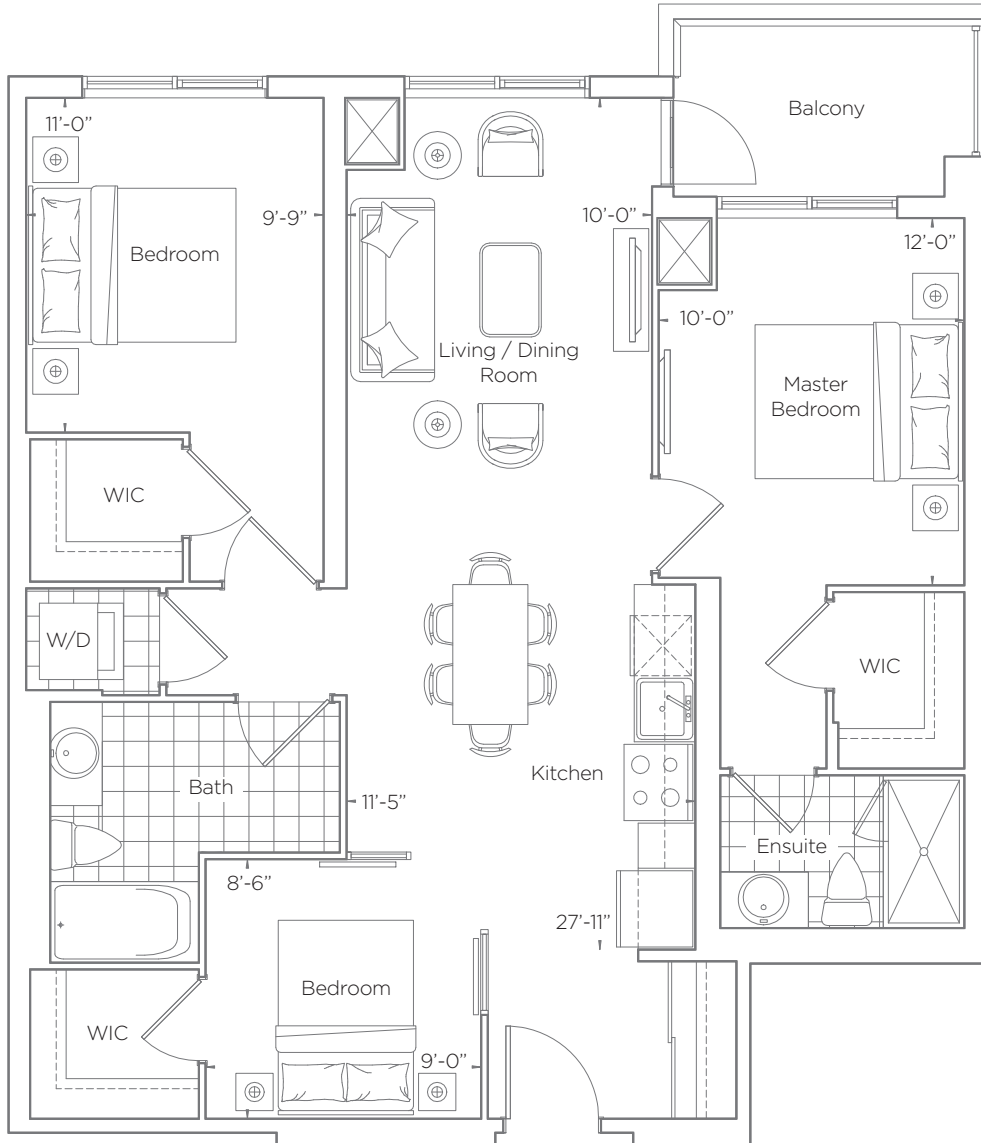 Balcony
11’-0”
9’-9”
10’-0”
12’-0”
Bedroom
10’-0”
Living / Dining
Room
Master
Bedroom
WIC
W/D
WIC
Kitchen
Bath
11’-5”
Ensuite
8’-6”
27’-11”
Bedroom
WIC
9’-0”